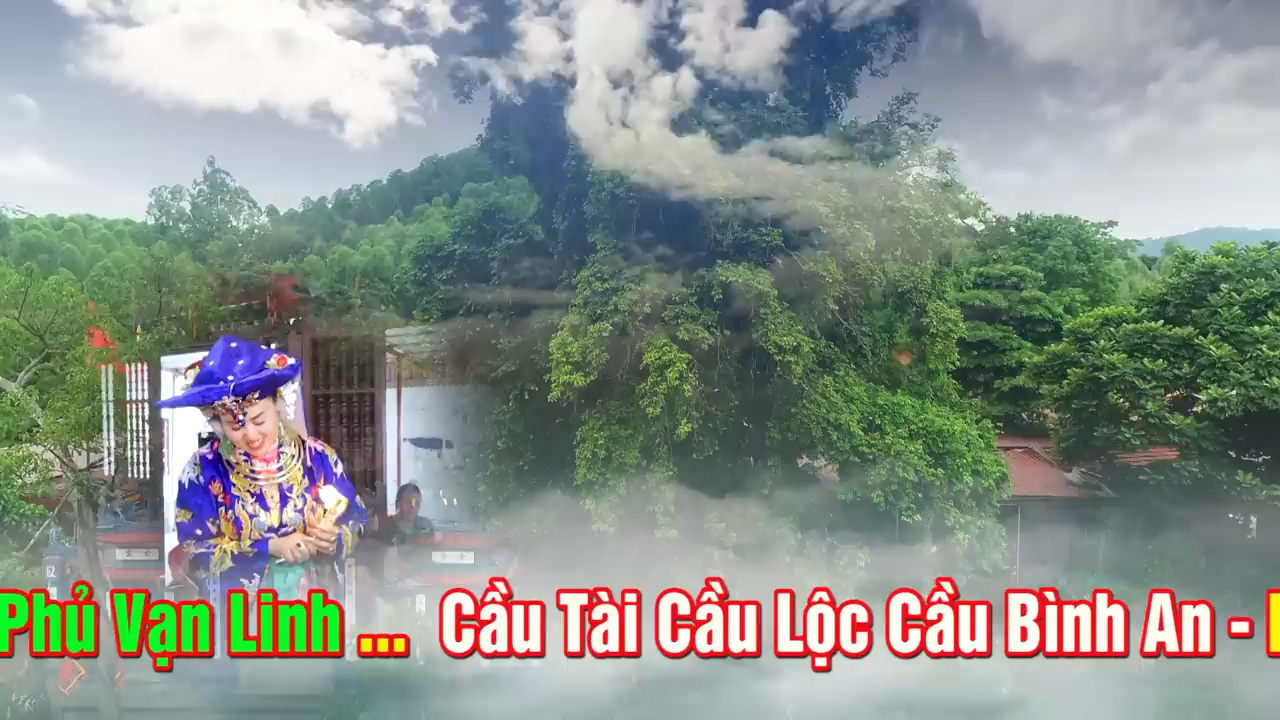 Phủ Vạn Linh ... Cầu Tài Cầu Lộc Cầu Bình An -